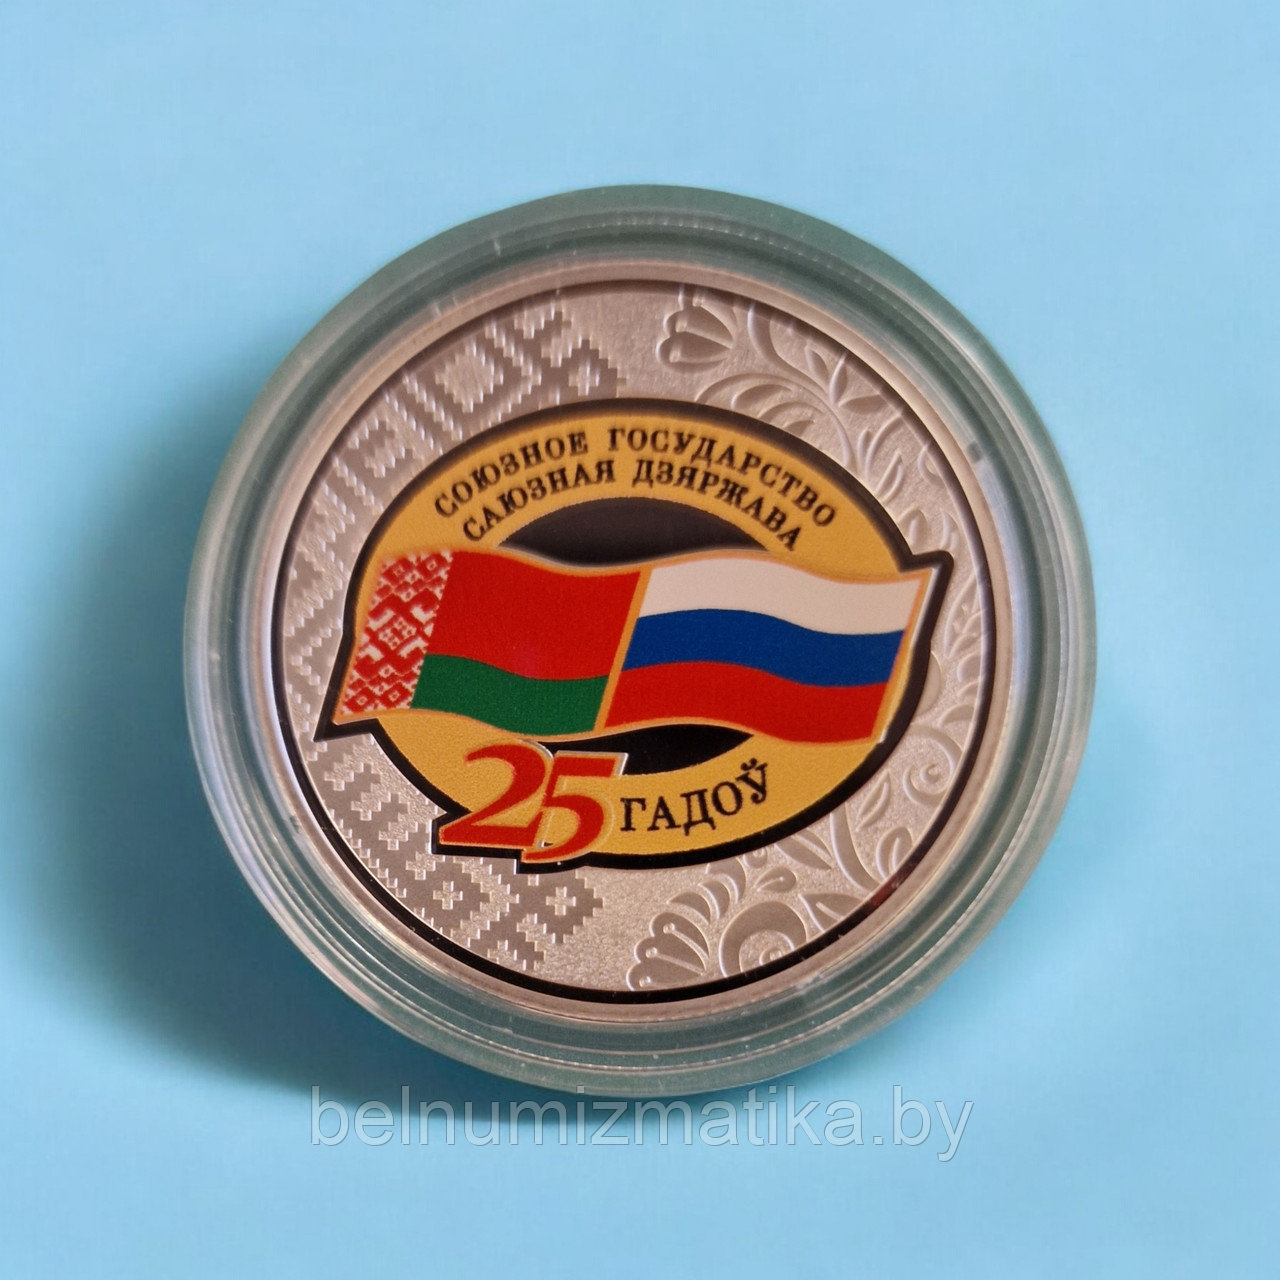 СОЮЗНОЕ ГОСУДАРСТВО
САЮЗНАЯ ДЗЯРЖАВА
25 ГАДОЎ
belnumizmatika.by